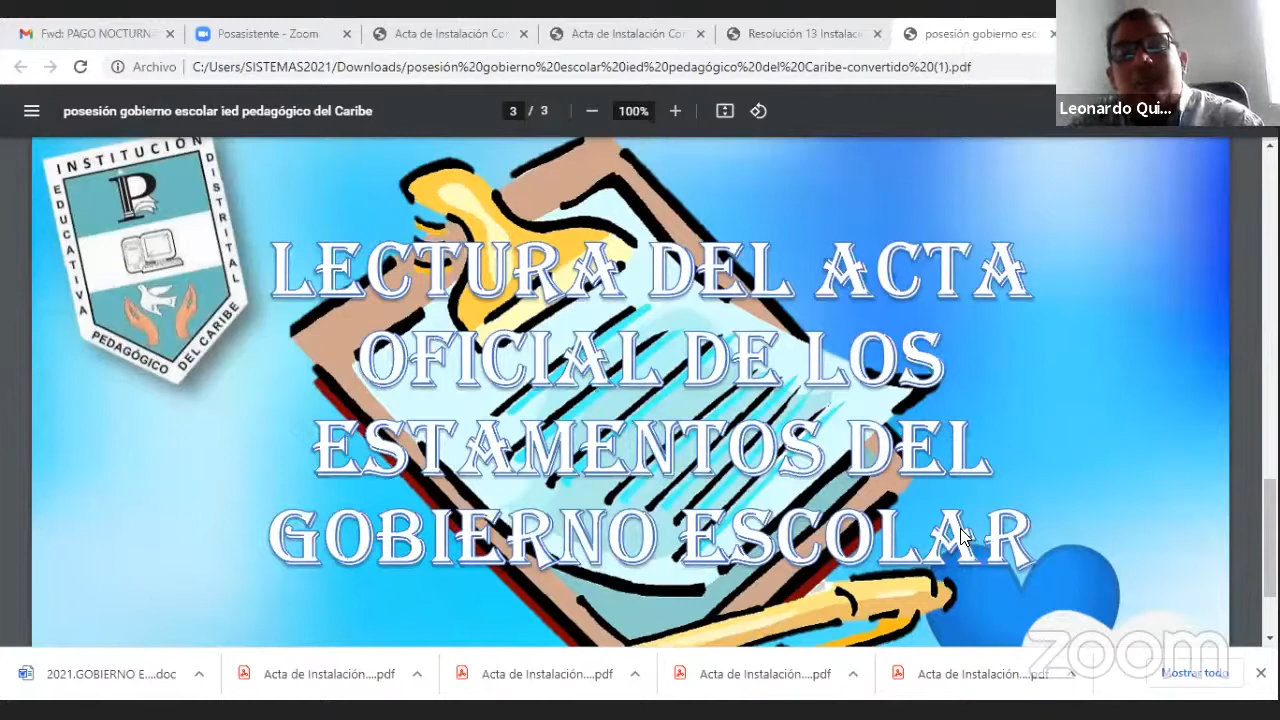 Fwd: PAGO NOCTURN
Posasistente - Zoom
Acta de Instalación Cor
Acta de Instalación Cor
Resolución 13 Instalaci
posesión gobierno esc
Archivo
C:/Users/SISTEMAS2021/Downloads/posesión%20gobierno%20escolar%20ied%20pedagógico%20del%20Caribe-convertido%20(1).pdf
posesión gobierno escolar ied pedagógico del Caribe
3 / 3
100%
Leonardo Qui...
INSTITUCIÓN
EDUCATIVA
DISTRITAL
PEDAGÓGICO
DEL CARIBE
LECTURA DEL ACTA
OFICIAL DE LOS
ESTAMENTOS DEL
GOBIERNO ESCOLAR
zoom
2021.GOBIERNO E....doc
Acta de Instalación....pdf
Acta de Instalación....pdf
Acta de Instalación....pdf
Acta de Instalación....pdf
Mostrar todo